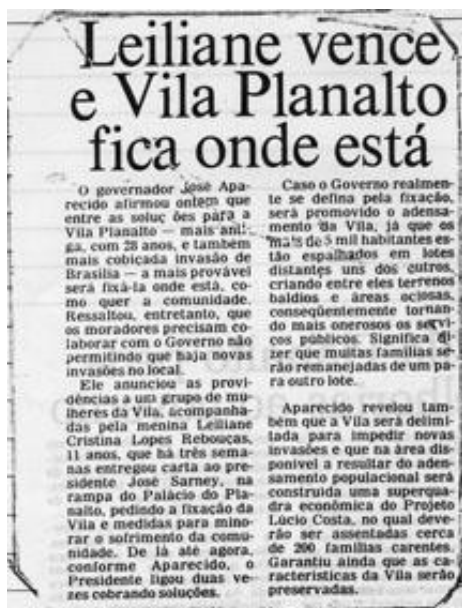 Leiliane vence
e Vila Planalto
fica onde está
O governador José Apa-
recido afirmou ontem que
entre as soluç ões para a
Vila Planalto — mais anti-
ga, com 28 anos, e também
mais cobiçada invasão de
Brasília — a mais provável
será fixá-la onde está, co-
mo quer a comunidade.
Ressaltou, entretanto, que
os moradores precisam co-
laborar com o Governo não
permitindo que haja novas
invasões no local.
Ele anunciou as provi-
dências a um grupo de mu-
lheres da Vila, acompanha-
das pela menina Leiliane
Cristina Lopes Rebouças,
11 anos, que há três sema-
nas entregou carta ao pre-
sidente José Sarney, na
rampa do Palácio do Pla-
nalto, pedindo a fixação da
Vila e medidas para mino-
rar o sofrimento da comu-
nidade. De lá até agora,
conforme Aparecido, o
Presidente ligou duas ve-
zes cobrando soluções.
Caso o Governo realmen-
te se defina pela fixação,
será promovido o adensa-
mento da Vila, já que os
mais de 5 mil habitantes es-
tão espalhados em lotes
distantes uns dos outros,
criando entre eles terrenos
baldios e áreas ociosas,
conseqüentemente tornan-
do mais onerosos os servi-
cos públicos. Significa di-
zer que muitas famílias se-
rão remanejadas de um pa-
ra outro lote.
Aparecido revelou tam-
bém que a Vila será delimi-
tada para impedir novas
invasões e que na área dis-
ponível a resultar do aden-
samento populacional será
construída uma superqua-
dra econômica do Projeto
Lúcio Costa, no qual deve-
rão ser assentadas cerca
de 200 famílias carentes.
Garantiu ainda que as ca-
racterísticas da Vila serão
preservadas.